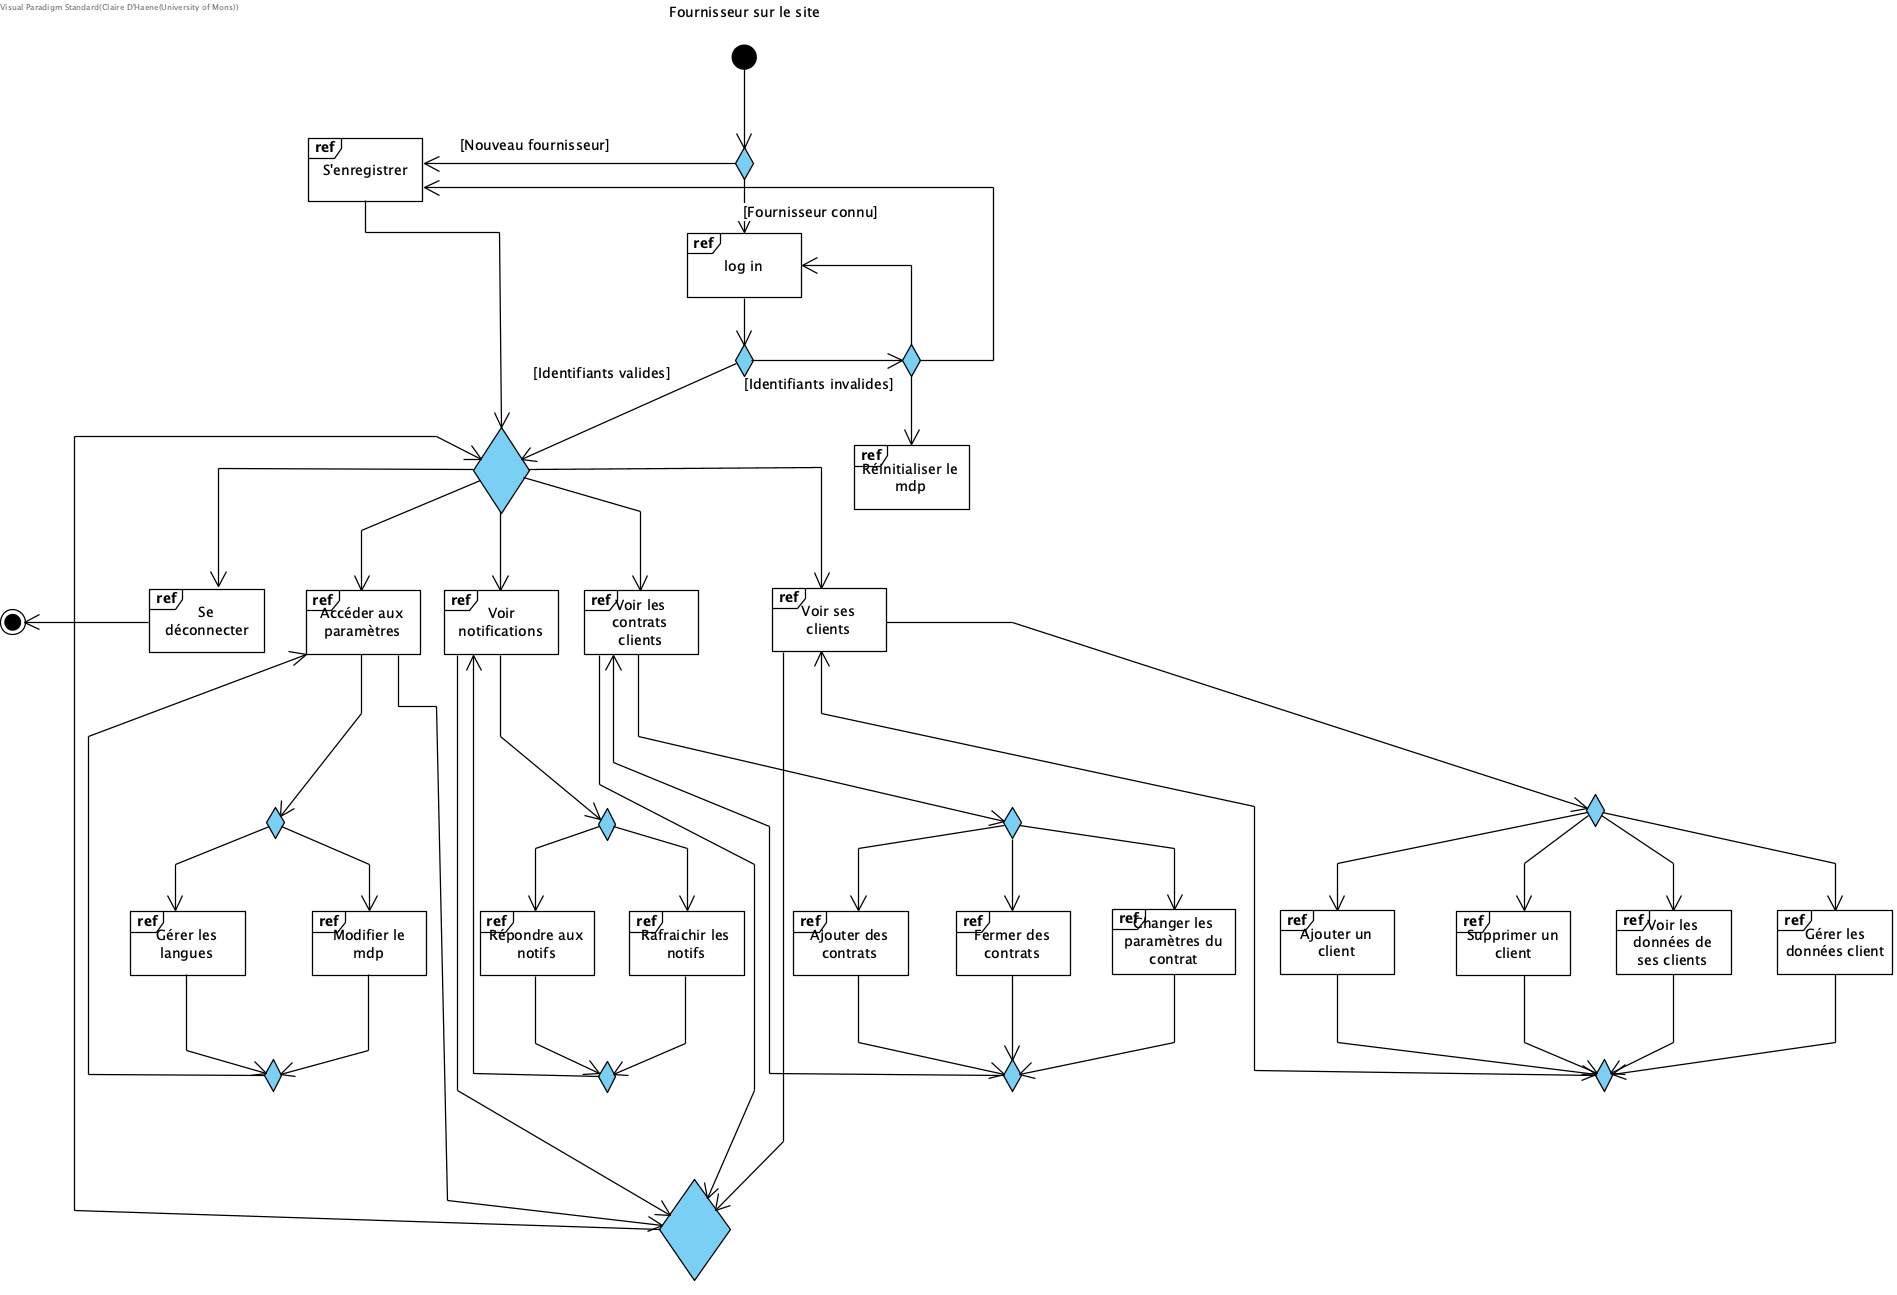 Visual Paradigm Standard(Claire D'Haene(University of Mons))
Fournisseur sur le site
ref
S'enregistrer
[Nouveau fournisseur]
[Fournisseur connu]
ref
log in
[Identifiants valides]
[Identifiants invalides]
ref
Réinitialiser le
mdp
ref
Se
déconnecter
ref
Accéder aux
paramètres
ref
Voir
notifications
ref
Voir les
contrats
clients
ref
Voir ses
clients
ref
Gérer les
langues
ref
Modifier le
mdp
ref
Répondre aux
notifs
ref
Rafraichir les
notifs
ref
Ajouter des
contrats
ref
Fermer des
contrats
ref
Changer les
paramètres du
contrat
ref
Ajouter un
client
ref
Supprimer un
client
ref
Voir les
données de
ses clients
ref
Gérer les
données client